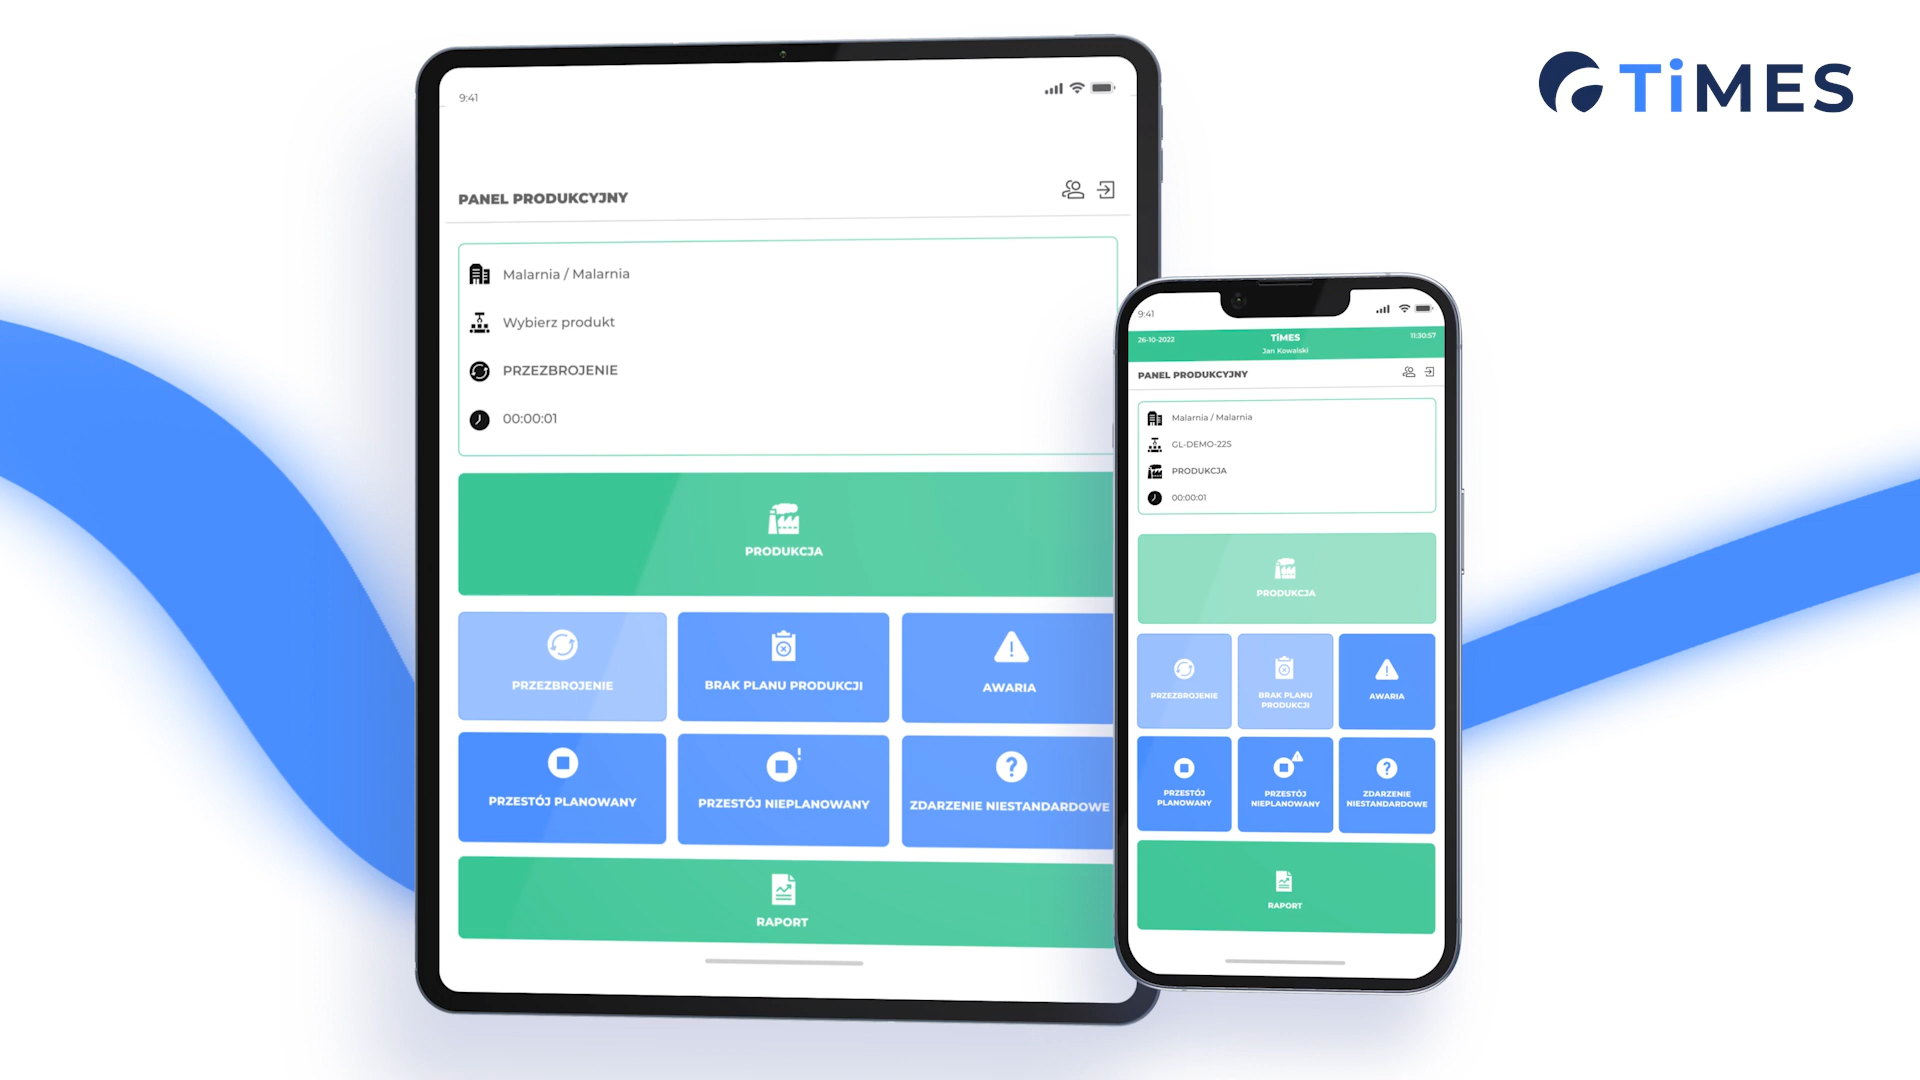 TiMES
9:41
PANEL PRODUKCYJNY
Malarnia / Malarnia
Wybierz produkt
PRZEZBROJENIE
00:00:01
PRODUKCJA
PRZEZBROJENIE
BRAK PLANU PRODUKCJI
AWARIA
PRZESTÓJ PLANOWANY
PRZESTÓJ NIEPLANOWANY
ZDARZENIE NIESTANDARDOWE
RAPORT
9:41
26-10-2022
TiMES
11:30:57
Jan Kowalski
PANEL PRODUKCYJNY
Malarnia / Malarnia
GL-DEMO-22S
PRODUKCJA
00:00:01
PRODUKCJA
PRZEZBROJENIE
BRAK PLANU
PRODUKCJI
AWARIA
PRZESTÓJ
PLANOWANY
PRZESTÓJ
NIEPLANOWANY
ZDARZENIE
NIESTANDARDOWE
RAPORT